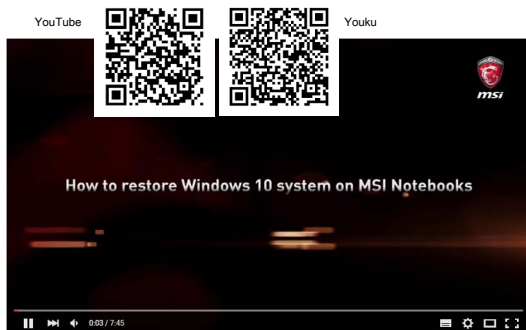 YouTube
Youku
msi
How to restore Windows 10 system on MSI Notebooks
0:03 / 7:45